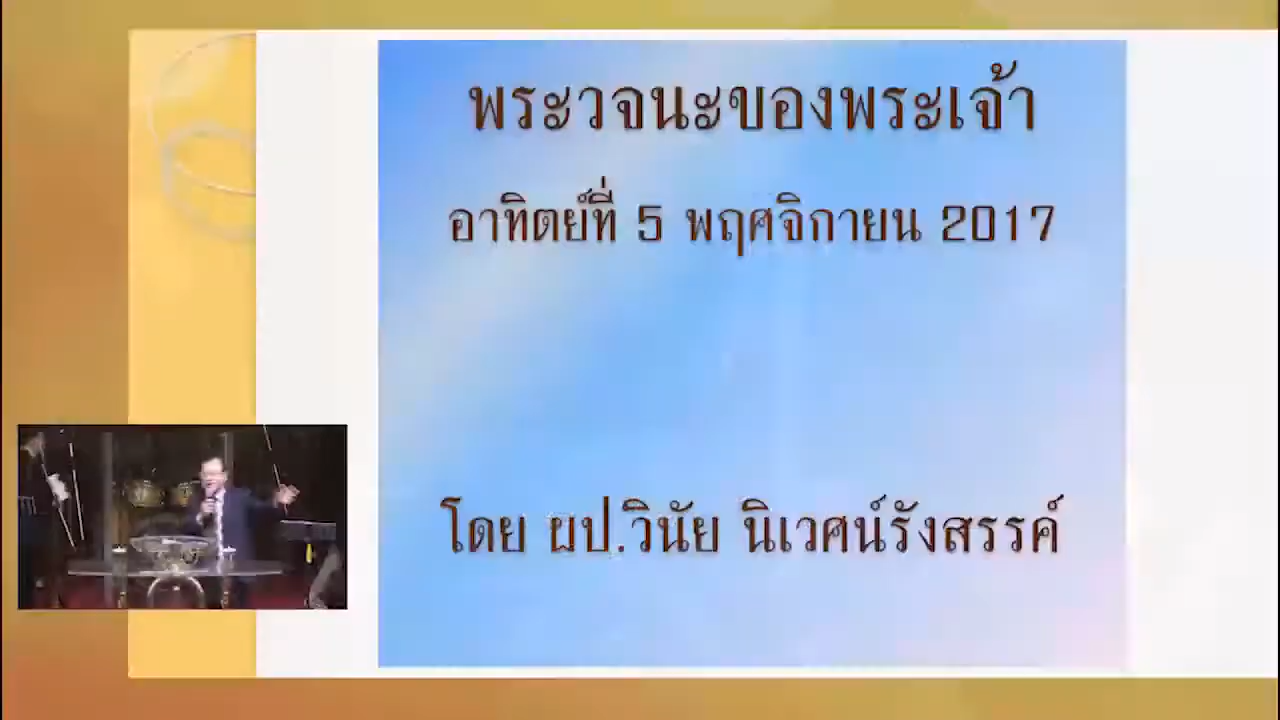 พระวจนะของพระเจ้า
อาทิตย์ที่ 5 พฤศจิกายน 2017
โดย ผป.วินัย นิเวศน์รังสรรค์